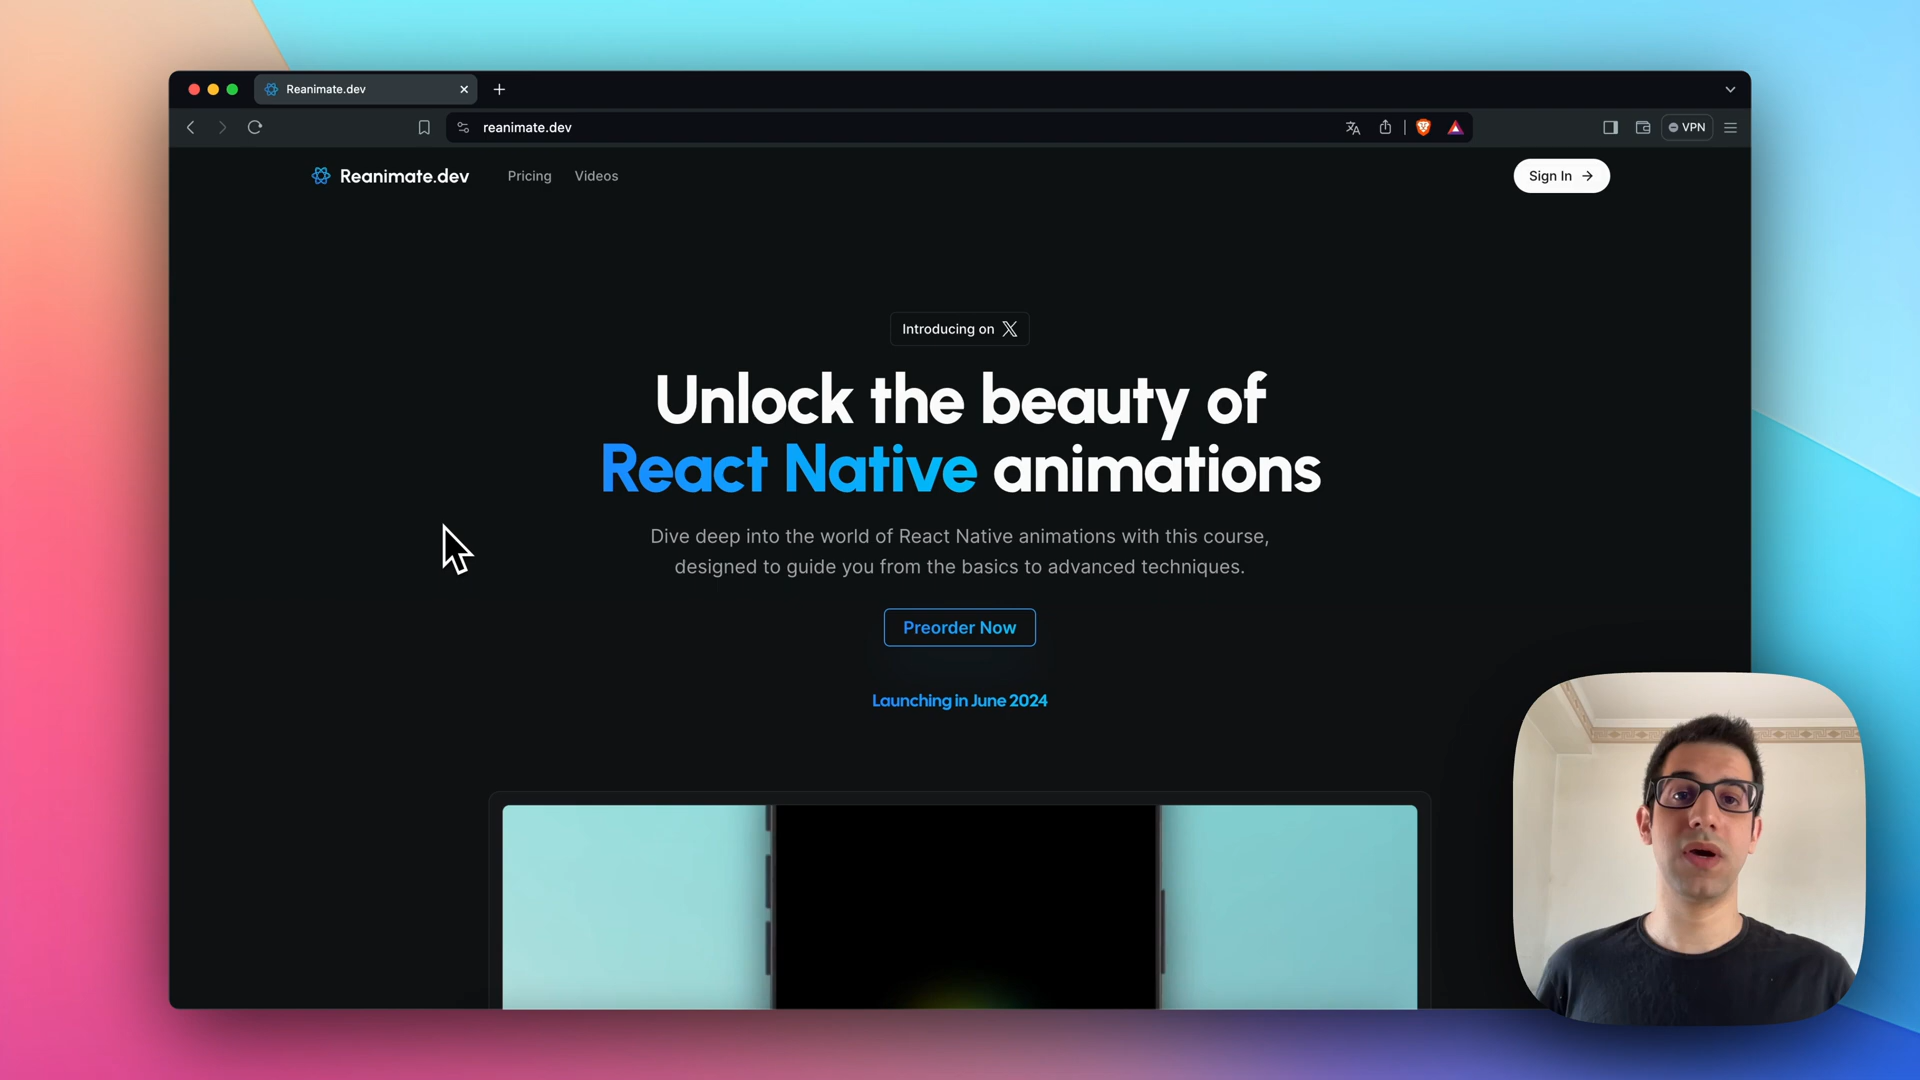 Reanimate.dev
reanimate.dev
VPN
Reanimate.dev
Pricing
Videos
Sign In
Introducing on X
Unlock the beauty of
React Native animations
Dive deep into the world of React Native animations with this course,
designed to guide you from the basics to advanced techniques.
Preorder Now
Launching in June 2024